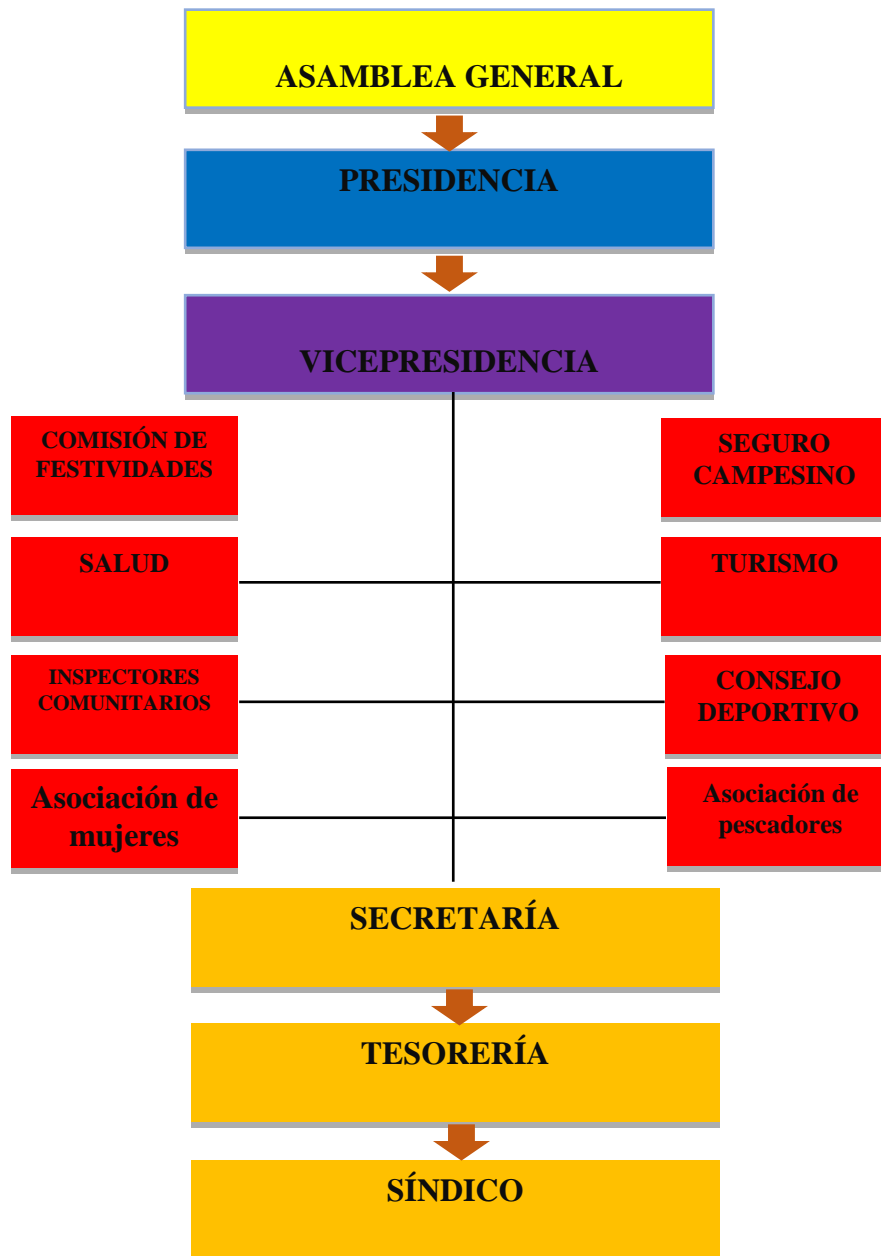 ASAMBLEA GENERAL
PRESIDENCIA
VICEPRESIDENCIA
COMISIÓN DE
FESTIVIDADES
SEGURO
CAMPESINO
SALUD
TURISMO
INSPECTORES
COMUNITARIOS
CONSEJO
DEPORTIVO
Asociación de
mujeres
Asociación de
pescadores
SECRETARÍA
TESORERÍA
SÍNDICO